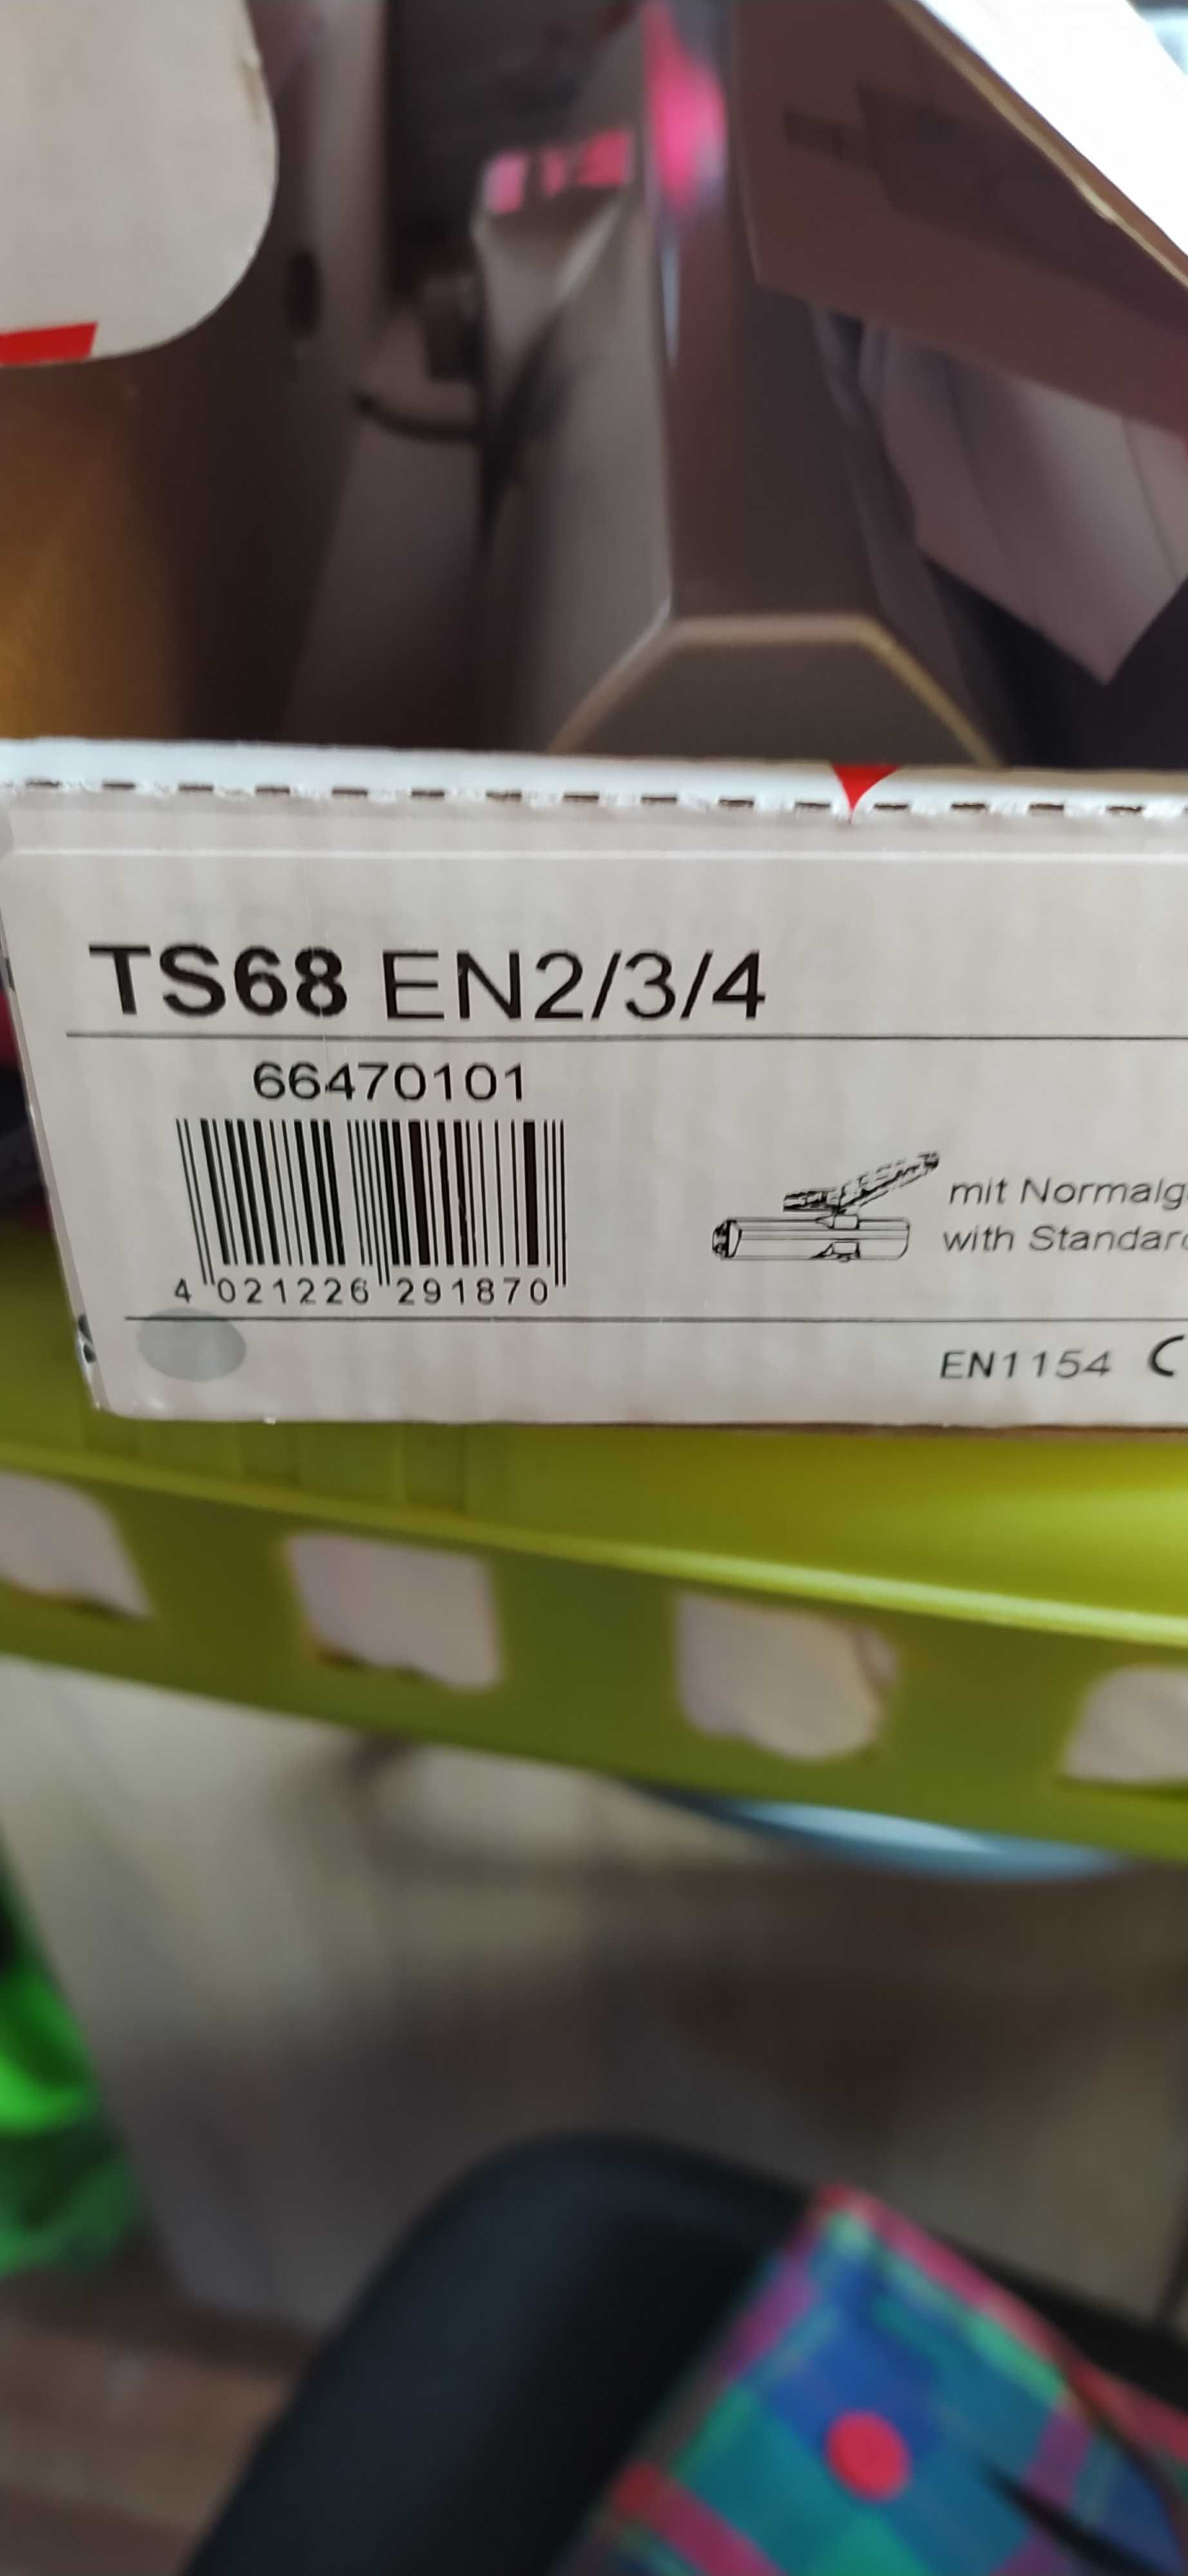 TS68 EN2/3/4
66470101
4 021226 291870
mit Normalg
with Standard
EN1154 C